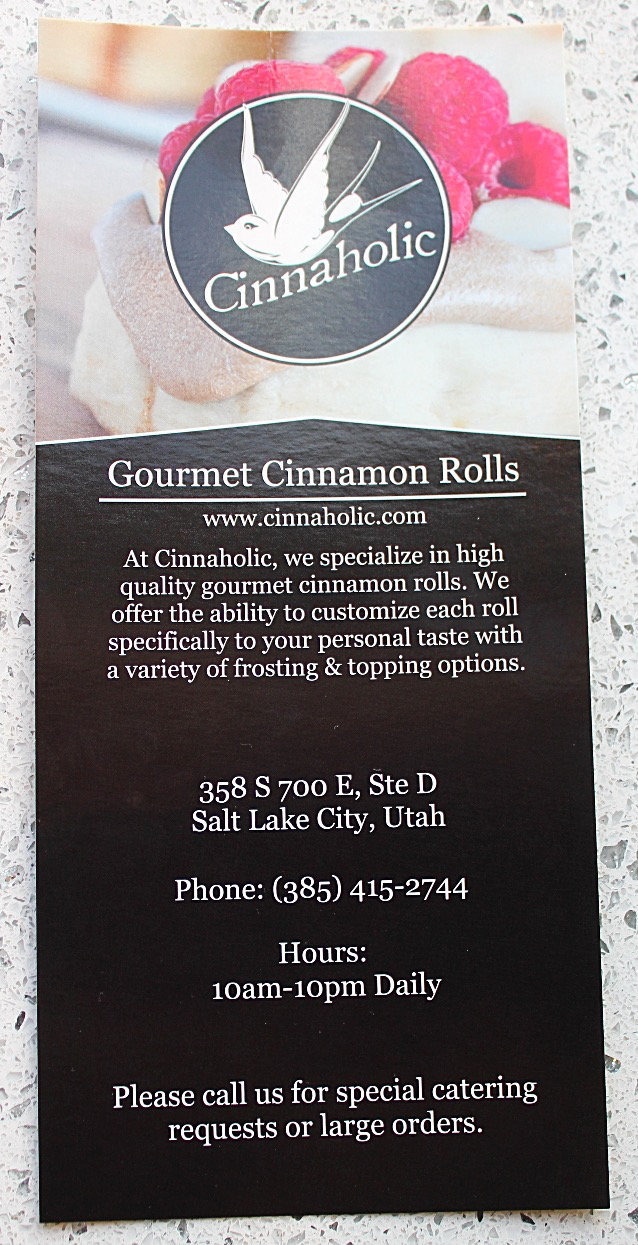 Cinnaholic
Gourmet Cinnamon Rolls
www.cinnaholic.com
At Cinnaholic, we specialize in high
quality gourmet cinnamon rolls. We
offer the ability to customize each roll
specifically to your personal taste with
a variety of frosting & topping options.
358 S 700 E, Ste D
Salt Lake City, Utah
Phone: (385) 415-2744
Hours:
10am-10pm Daily
Please call us for special catering
requests or large orders.